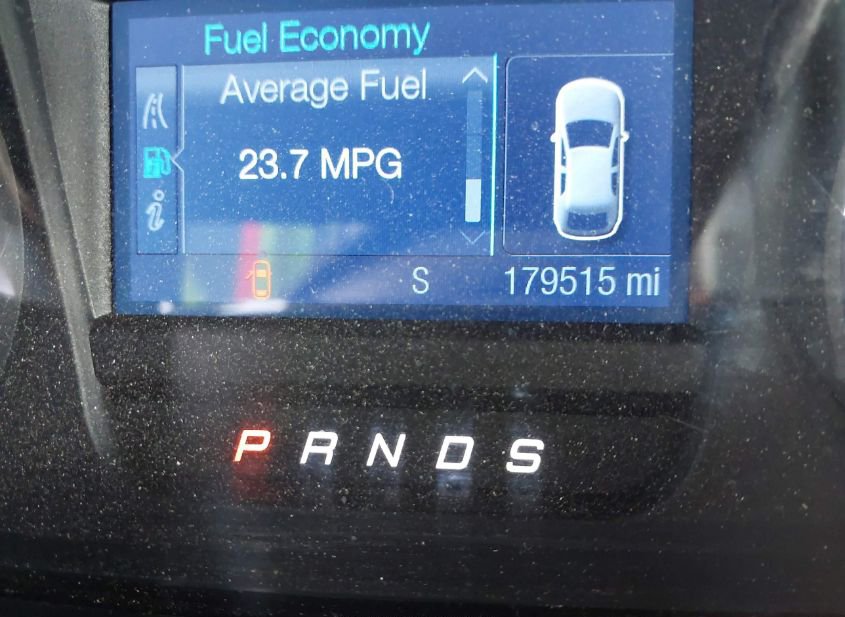 Fuel Economy
Average Fuel
23.7 MPG
S
179515 mi
P R N D S